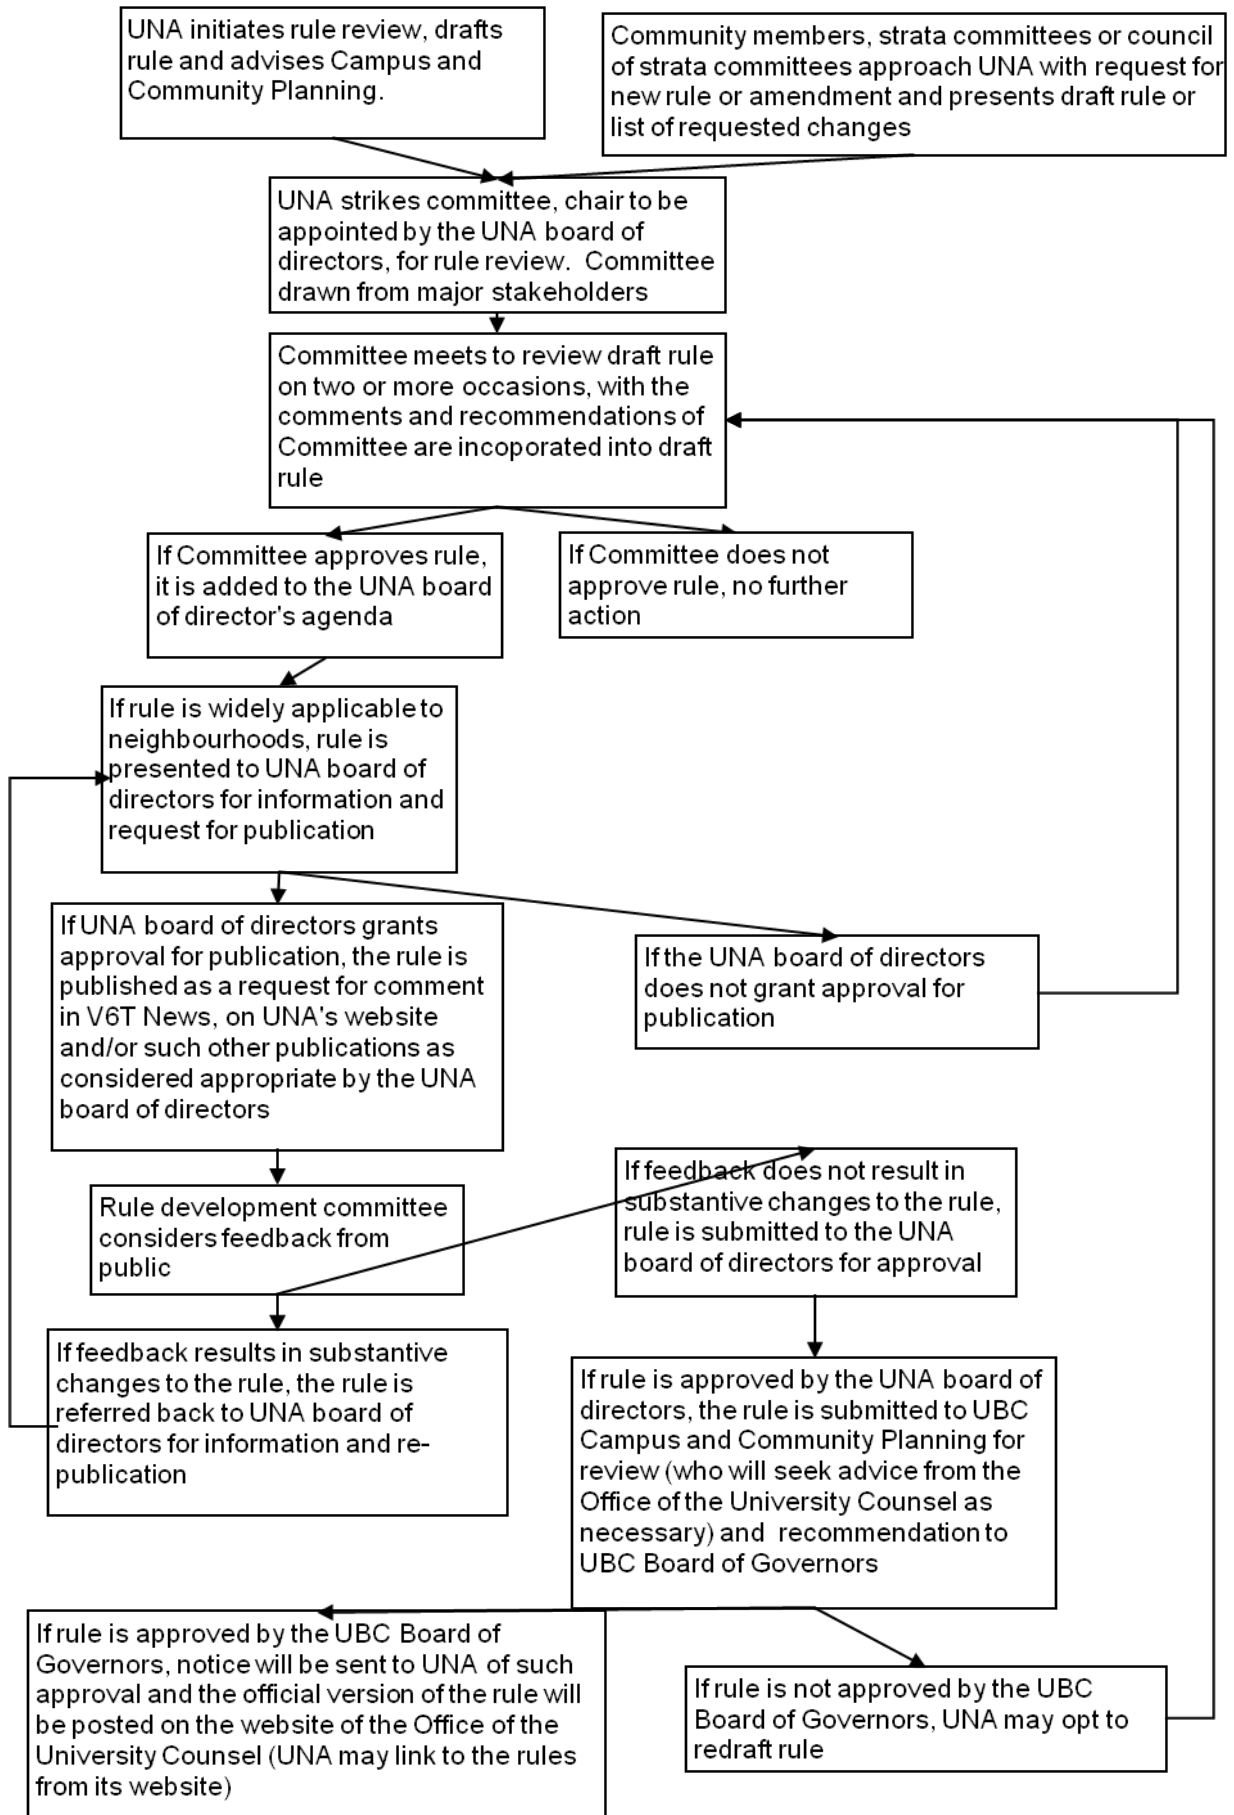 UNA initiates rule review, drafts
rule and advises Campus and
Community Planning.
Community members, strata committees or council
of strata committees approach UNA with request for
new rule or amendment and presents draft rule or
list of requested changes
UNA strikes committee, chair to be
appointed by the UNA board of
directors, for rule review.  Committee
drawn from major stakeholders
Committee meets to review draft rule
on two or more occasions, with the
comments and recommendations of
Committee are incoporated into draft
rule
If Committee approves rule,
it is added to the UNA board
of director's agenda
If Committee does not
approve rule, no further
action
If rule is widely applicable to
neighbourhoods, rule is
presented to UNA board of
directors for information and
request for publication
If UNA board of directors grants
approval for publication, the rule is
published as a request for comment
in V6T News, on UNA's website
and/or such other publications as
considered appropriate by the UNA
board of directors
If the UNA board of directors
does not grant approval for
publication
Rule development committee
considers feedback from
public
If feedback does not result in
substantive changes to the rule,
rule is submitted to the UNA
board of directors for approval
If feedback results in substantive
changes to the rule, the rule is
referred back to UNA board of
directors for information and re-
publication
If rule is approved by the UNA board of
directors, the rule is submitted to UBC
Campus and Community Planning for
review (who will seek advice from the
Office of the University Counsel as
necessary) and  recommendation to
UBC Board of Governors
If rule is approved by the UBC Board of
Governors, notice will be sent to UNA of such
approval and the official version of the rule will
be posted on the website of the Office of the
University Counsel (UNA may link to the rules
from its website)
If rule is not approved by the UBC
Board of Governors, UNA may opt to
redraft rule